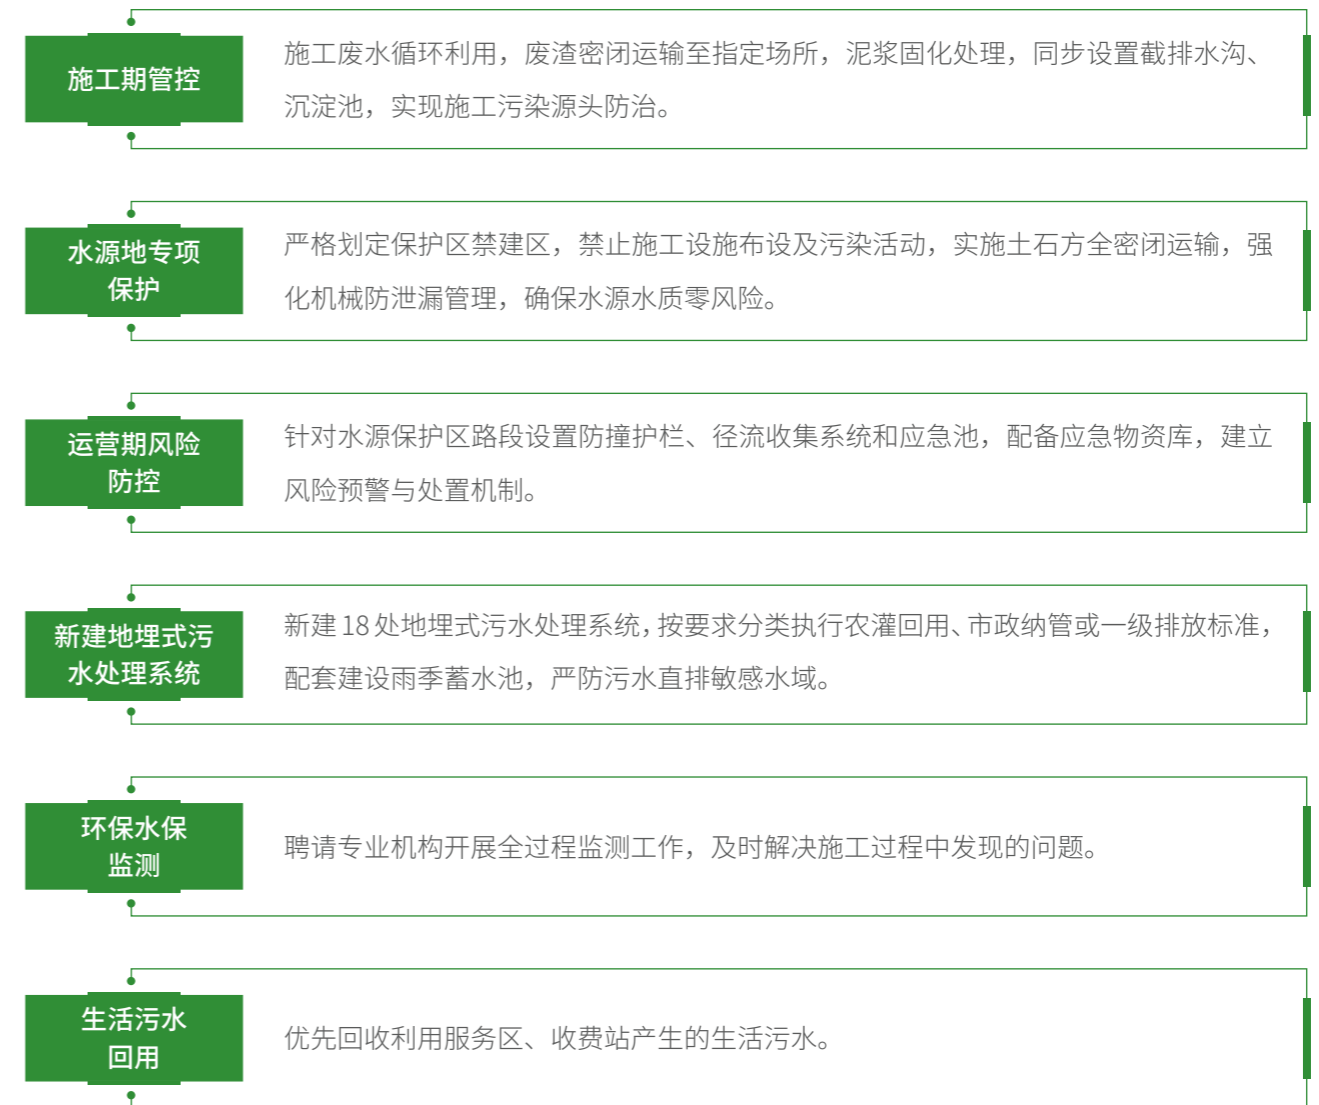 施工期管控
施工废水循环利用，废渣密闭运输至指定场所，泥浆固化处理，同步设置截排水沟、
沉淀池，实现施工污染源头防治。
水源地专项
保护
严格划定保护区禁建区，禁止施工设施布设及污染活动，实施土石方全密闭运输，强
化机械防泄漏管理，确保水源水质零风险。
运营期风险
防控
针对水源保护区路段设置防撞护栏、径流收集系统和应急池，配备应急物资库，建立
风险预警与处置机制。
新建地埋式污
水处理系统
新建 18 处地埋式污水处理系统，按要求分类执行农灌回用、市政纳管或一级排放标准，
配套建设雨季蓄水池，严防污水直排敏感水域。
环保水保
监测
聘请专业机构开展全过程监测工作，及时解决施工过程中发现的问题。
生活污水
回用
优先回收利用服务区、收费站产生的生活污水。